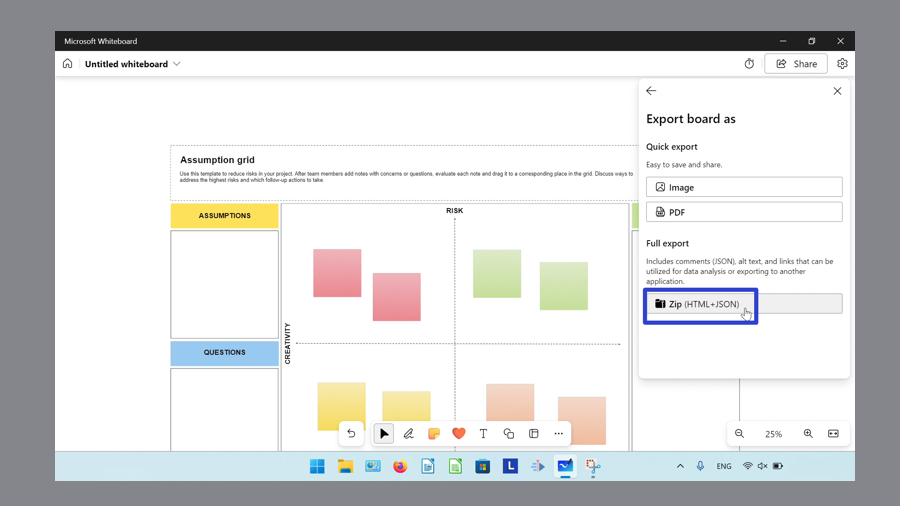 Microsoft Whiteboard
Untitled whiteboard
Share
Export board as
Quick export
Easy to save and share.
Image
PDF
Full export
Includes comments (JSON), alt text, and links that can be
utilized for data analysis or exporting to another
application.
Zip (HTML+JSON)
Assumption grid
Use this template to reduce risks in your project. After team members add notes with concerns or questions, evaluate each note and drag it to a corresponding place in the grid. Discuss ways to
address the highest risks and which follow-up actions to take.
ASSUMPTIONS
RISK
CREATIVITY
QUESTIONS
T
25%
L
ENG